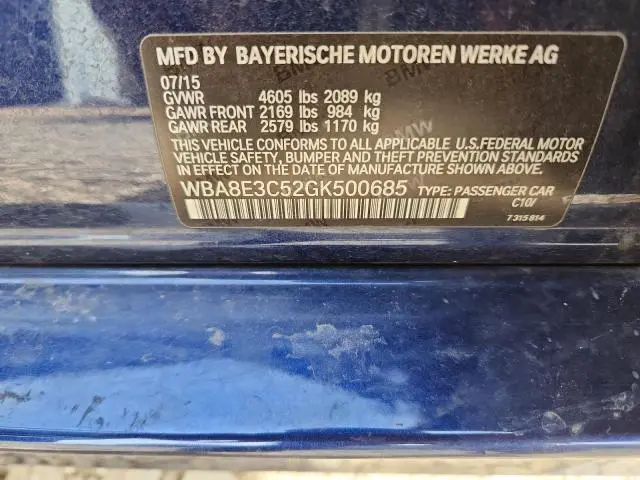 MFD BY BAYERISCHE MOTOREN WERKE AG
07/15
GVWR 4605 lbs 2089 kg
GAWR FRONT 2169 lbs 984 kg
GAWR REAR 2579 lbs 1170 kg
THIS VEHICLE CONFORMS TO ALL APPLICABLE U.S.FEDERAL MOTOR
VEHICLE SAFETY, BUMPER AND THEFT PREVENTION STANDARDS
IN EFFECT ON THE DATE OF MANUFACTURE SHOWN ABOVE.
WBA8E3C52GK500685 TYPE: PASSENGER CAR
C10/
7315814